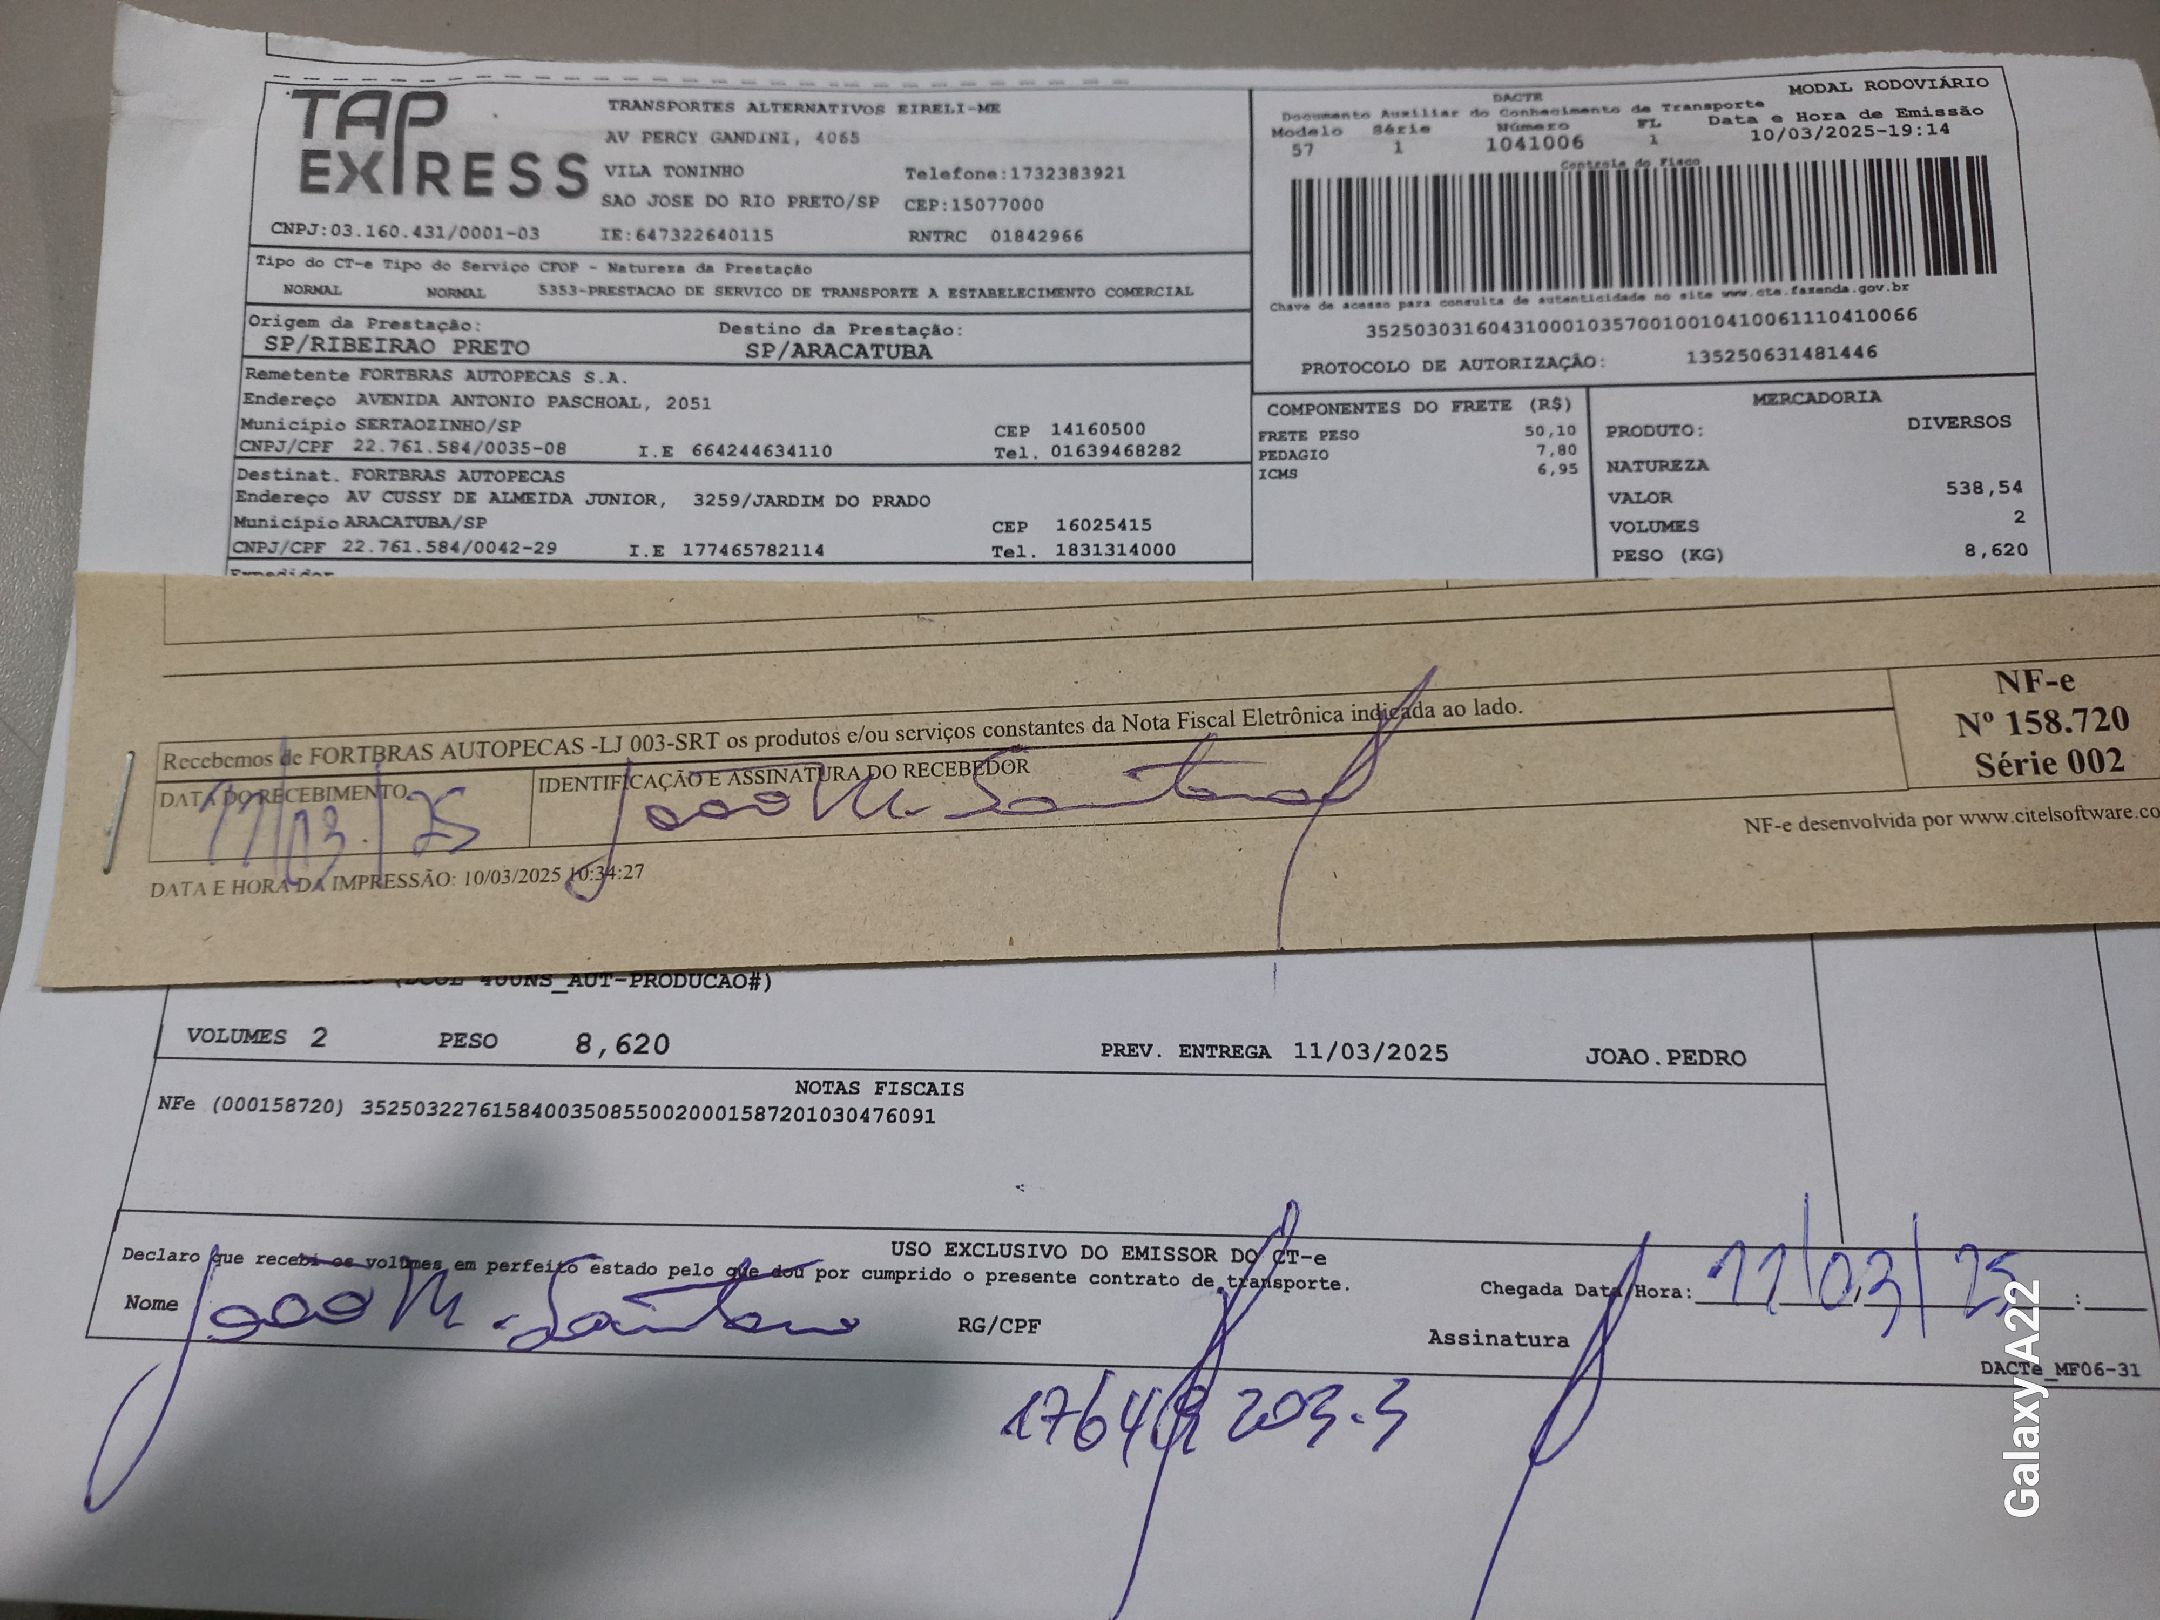 TAP EXPRESS
TRANSPORTES ALTERNATIVOS EIRELI-ME
AV PERCY GANDINI, 4065
VILA TONINHO Telefone:1732383921
SAO JOSE DO RIO PRETO/SP CEP:15077000
CNPJ:03.160.431/0001-03 IE:647322640115 RNTRC 01842966
DACTE MODAL RODOVIÁRIO
Documento Auxiliar do Conhecimento de Transporte
Modelo Série Número FL Data e Hora de Emissão
57 1 1041006 1 10/03/2025-19:14
Controle do Fisco
Chave de acesso para consulta de autenticidade no site www.cte.fazenda.gov.br
35250303160431000103570010010410061110410066
PROTOCOLO DE AUTORIZAÇÃO: 135250631481446
Tipo do CT-e Tipo do Serviço CFOP - Natureza da Prestação
NORMAL NORMAL 5353-PRESTACAO DE SERVICO DE TRANSPORTE A ESTABELECIMENTO COMERCIAL
Origem da Prestação: Destino da Prestação:
SP/RIBEIRAO PRETO SP/ARACATUBA
Remetente FORTBRAS AUTOPECAS S.A.
Endereço AVENIDA ANTONIO PASCHOAL, 2051
Município SERTAOZINHO/SP CEP 14160500
CNPJ/CPF 22.761.584/0035-08 I.E 664244634110 Tel. 01639468282
Destinat. FORTBRAS AUTOPECAS
Endereço AV CUSSY DE ALMEIDA JUNIOR, 3259/JARDIM DO PRADO
Município ARACATUBA/SP CEP 16025415
CNPJ/CPF 22.761.584/0042-29 I.E 177465782114 Tel. 1831314000
Expedidor
COMPONENTES DO FRETE (R$)
FRETE PESO 50,10
PEDAGIO 7,80
ICMS 6,95
MERCADORIA
PRODUTO: DIVERSOS
NATUREZA
VALOR 538,54
VOLUMES 2
PESO (KG) 8,620
Recebemos de FORTBRAS AUTOPECAS -LJ 003-SRT os produtos e/ou serviços constantes da Nota Fiscal Eletrônica indicada ao lado.
NF-e
Nº 158.720
Série 002
DATA DO RECEBIMENTO IDENTIFICAÇÃO E ASSINATURA DO RECEBEDOR
11/03/25 Joao M. Santana
DATA E HORA DA IMPRESSÃO: 10/03/2025 10:34:27
NF-e desenvolvida por www.citelsoftware.co
400NS_AUT-PRODUCAO#)
VOLUMES 2 PESO 8,620 PREV. ENTREGA 11/03/2025 JOAO.PEDRO
NOTAS FISCAIS
NFe (000158720) 35250322761584003508550020001587201030476091
USO EXCLUSIVO DO EMISSOR DO CT-e
Declaro que recebi os volumes em perfeito estado pelo que dou por cumprido o presente contrato de transporte.
Chegada Data/Hora: 11/03/25 :
Nome Joao M. Santana RG/CPF Assinatura
203.3
DACTe_MF06-31
Galaxy A22